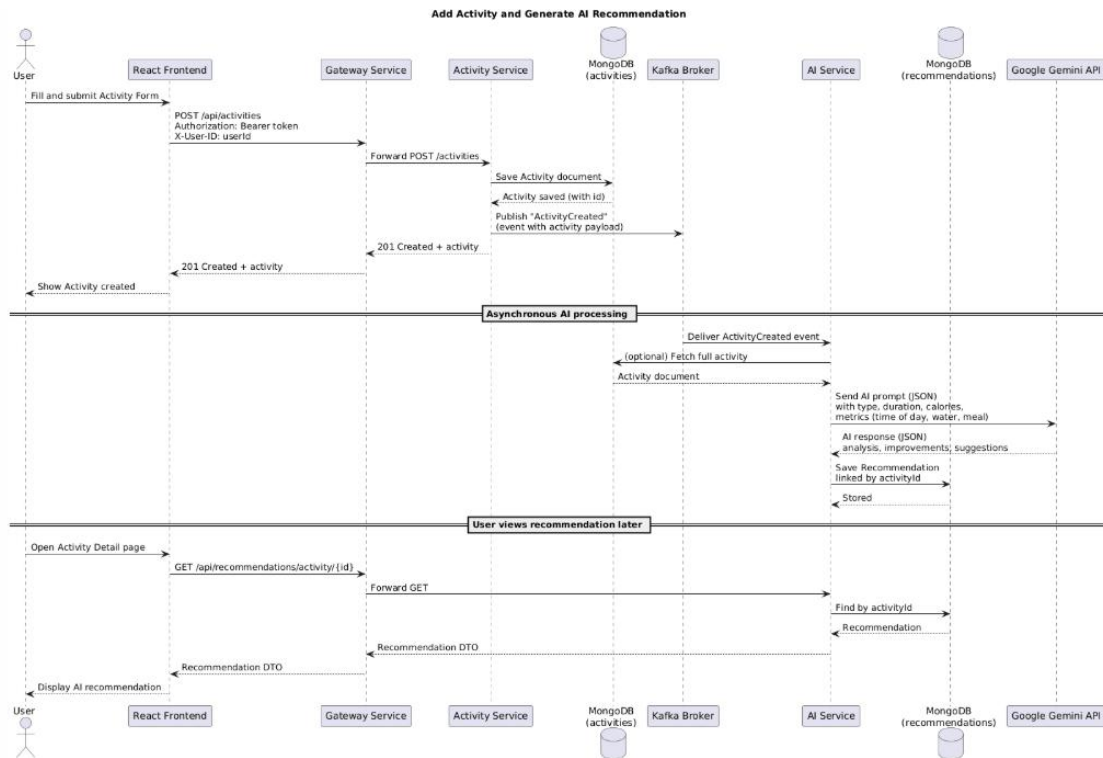 Add Activity and Generate AI Recommendation
User
React Frontend
Gateway Service
Activity Service
MongoDB
(activities)
Kafka Broker
AI Service
MongoDB
(recommendations)
Google Gemini API
Fill and submit Activity Form
POST /api/activities
Authorization: Bearer token
X-User-ID: userId
Forward POST /activities
Save Activity document
Activity saved (with id)
Publish "ActivityCreated"
(event with activity payload)
201 Created + activity
201 Created + activity
Show Activity created
Asynchronous AI processing
Deliver ActivityCreated event
(optional) Fetch full activity
Activity document
Send AI prompt (JSON)
with type, duration, calories,
metrics (time of day, water, meal)
AI response (JSON)
analysis, improvements, suggestions
Save Recommendation
linked by activityId
Stored
User views recommendation later
Open Activity Detail page
GET /api/recommendations/activity/{id}
Forward GET
Find by activityId
Recommendation
Recommendation DTO
Recommendation DTO
Display AI recommendation
User
React Frontend
Gateway Service
Activity Service
MongoDB
(activities)
Kafka Broker
AI Service
MongoDB
(recommendations)
Google Gemini API